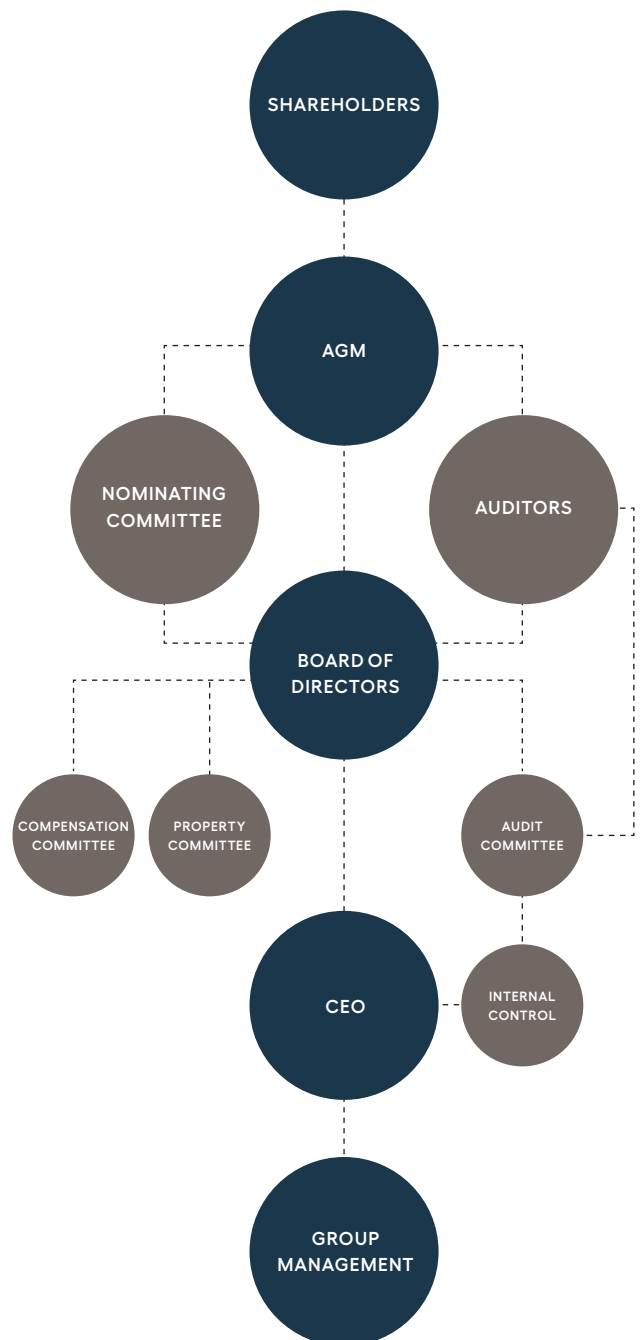 SHAREHOLDERS
AGM
NOMINATING
COMMITTEE
AUDITORS
BOARD OF
DIRECTORS
COMPENSATION
COMMITTEE
PROPERTY
COMMITTEE
AUDIT
COMMITTEE
CEO
INTERNAL
CONTROL
GROUP
MANAGEMENT